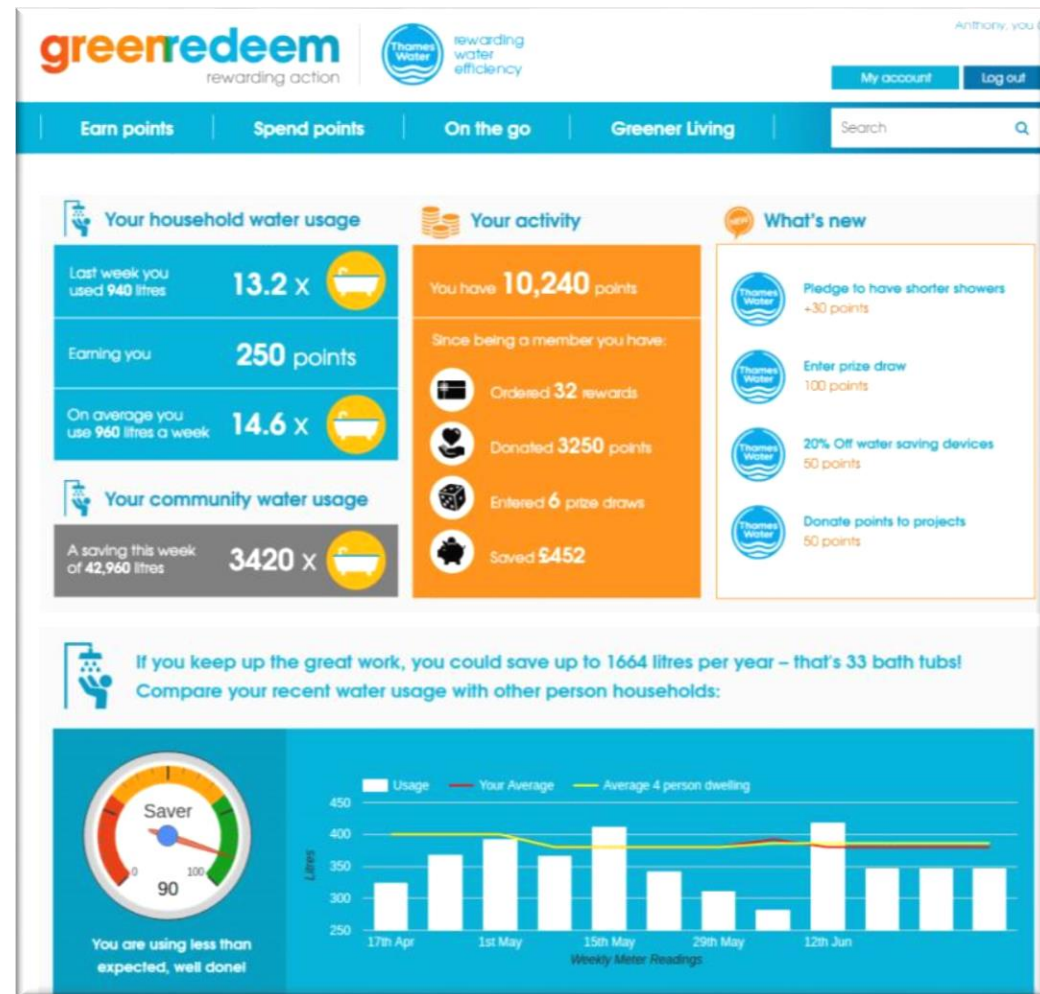 greenredeem
rewarding action
Thames
Water
rewarding
water
efficiency
Anthony, you
My account
Log out
Earn points
Spend points
On the go
Greener Living
Search
Your household water usage
Last week you
used 940 litres
13.2 x
Earning you
250 points
On average you
use 960 litres a week
14.6 x
Your community water usage
A saving this week
of 42,960 litres
3420 x
Your activity
You have 10,240 points
Since being a member you have:
Ordered 32 rewards
Donated 3250 points
Entered 6 prize draws
Saved £452
NEW
What's new
Thames
Water
Pledge to have shorter showers
+30 points
Thames
Water
Enter prize draw
100 points
Thames
Water
20% Off water saving devices
50 points
Thames
Water
Donate points to projects
50 points
If you keep up the great work, you could save up to 1664 litres per year – that's 33 bath tubs!
Compare your recent water usage with other person households:
Saver
0
100
90
You are using less than
expected, well done!
Usage
Your Average
Average 4 person dwelling
450
400
350
300
250
Litres
17th Apr
1st May
15th May
29th May
12th Jun
Weekly Meter Readings